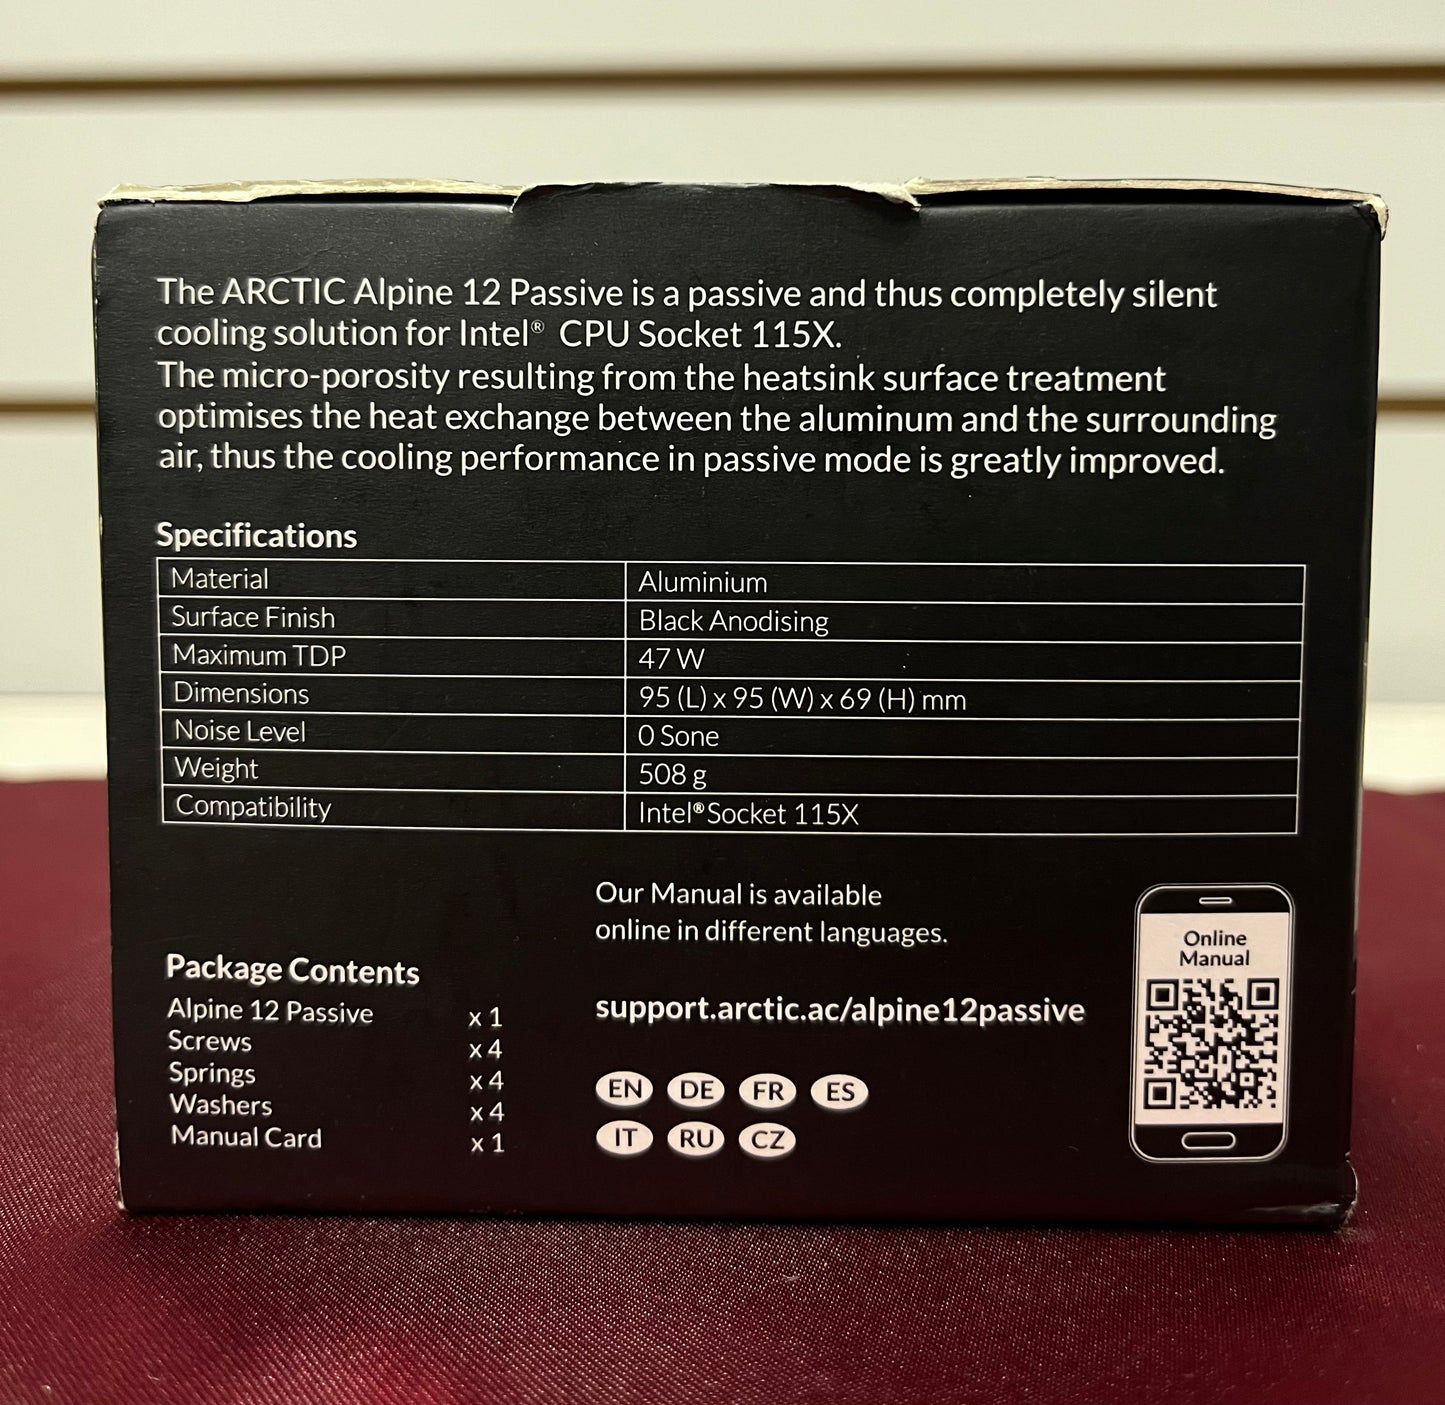 The ARCTIC Alpine 12 Passive is a passive and thus completely silent
cooling solution for Intel® CPU Socket 115X.
The micro-porosity resulting from the heatsink surface treatment
optimises the heat exchange between the aluminum and the surrounding
air, thus the cooling performance in passive mode is greatly improved.
Specifications
Material Aluminium
Surface Finish Black Anodising
Maximum TDP 47 W
Dimensions 95 (L) x 95 (W) x 69 (H) mm
Noise Level 0 Sone
Weight 508 g
Compatibility Intel® Socket 115X
Package Contents
Alpine 12 Passive x 1
Screws x 4
Springs x 4
Washers x 4
Manual Card x 1
Our Manual is available
online in different languages.
support.arctic.ac/alpine12passive
EN DE FR ES
IT RU CZ
Online
Manual